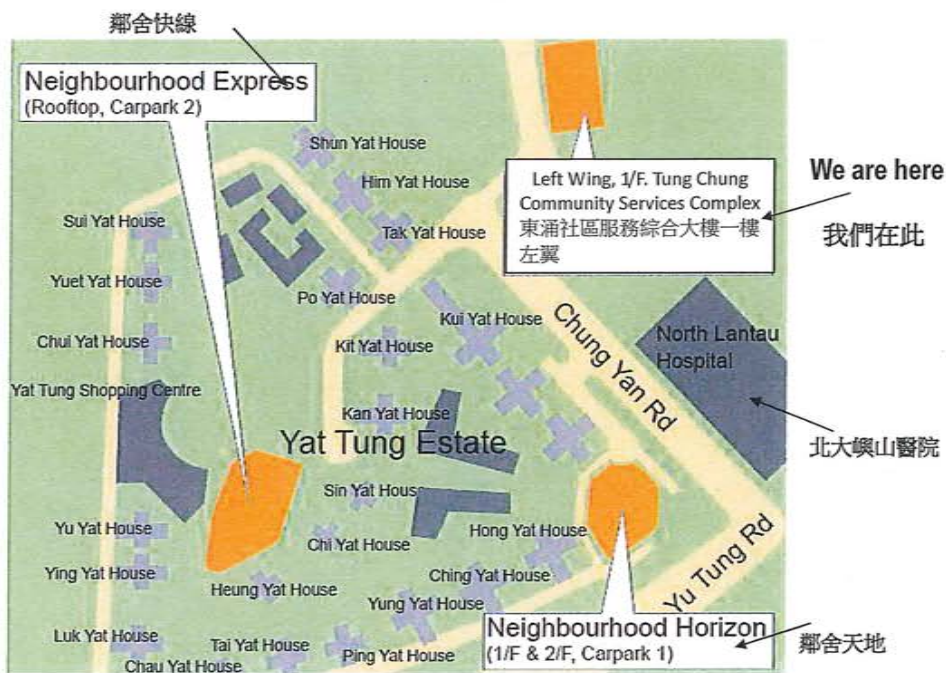 鄰舍快線
Neighbourhood Express
(Rooftop, Carpark 2)
Shun Yat House
Him Yat House
Left Wing, 1/F. Tung Chung
Community Services Complex
東涌社區服務綜合大樓一樓
左翼
We are here
我們在此
Sui Yat House
Tak Yat House
Yuet Yat House
Po Yat House
Kui Yat House
Chung Yan Rd
North Lantau
Hospital
Chui Yat House
Kit Yat House
Yat Tung Shopping Centre
Kan Yat House
Yat Tung Estate
北大嶼山醫院
Sin Yat House
Yu Yat House
Chi Yat House
Hong Yat House
Yu Tung Rd
Ying Yat House
Heung Yat House
Ching Yat House
Yung Yat House
Luk Yat House
Tai Yat House
Ping Yat House
Chau Yat House
Neighbourhood Horizon
(1/F & 2/F, Carpark 1)
鄰舍天地